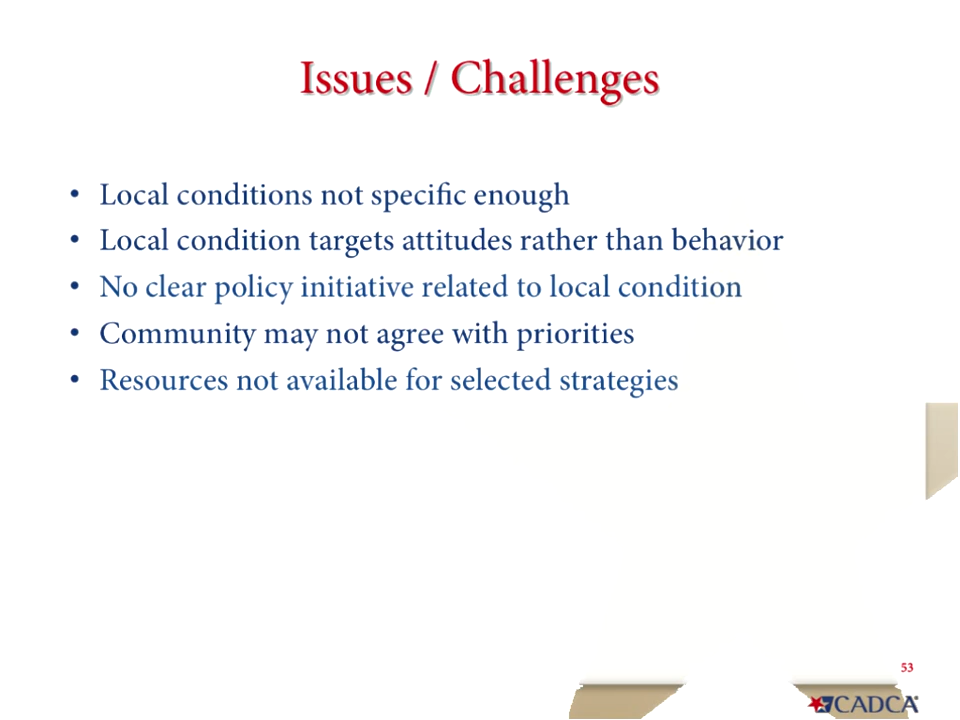 Issues / Challenges
• Local conditions not specific enough
• Local condition targets attitudes rather than behavior
• No clear policy initiative related to local condition
• Community may not agree with priorities
• Resources not available for selected strategies
53
CADCA®